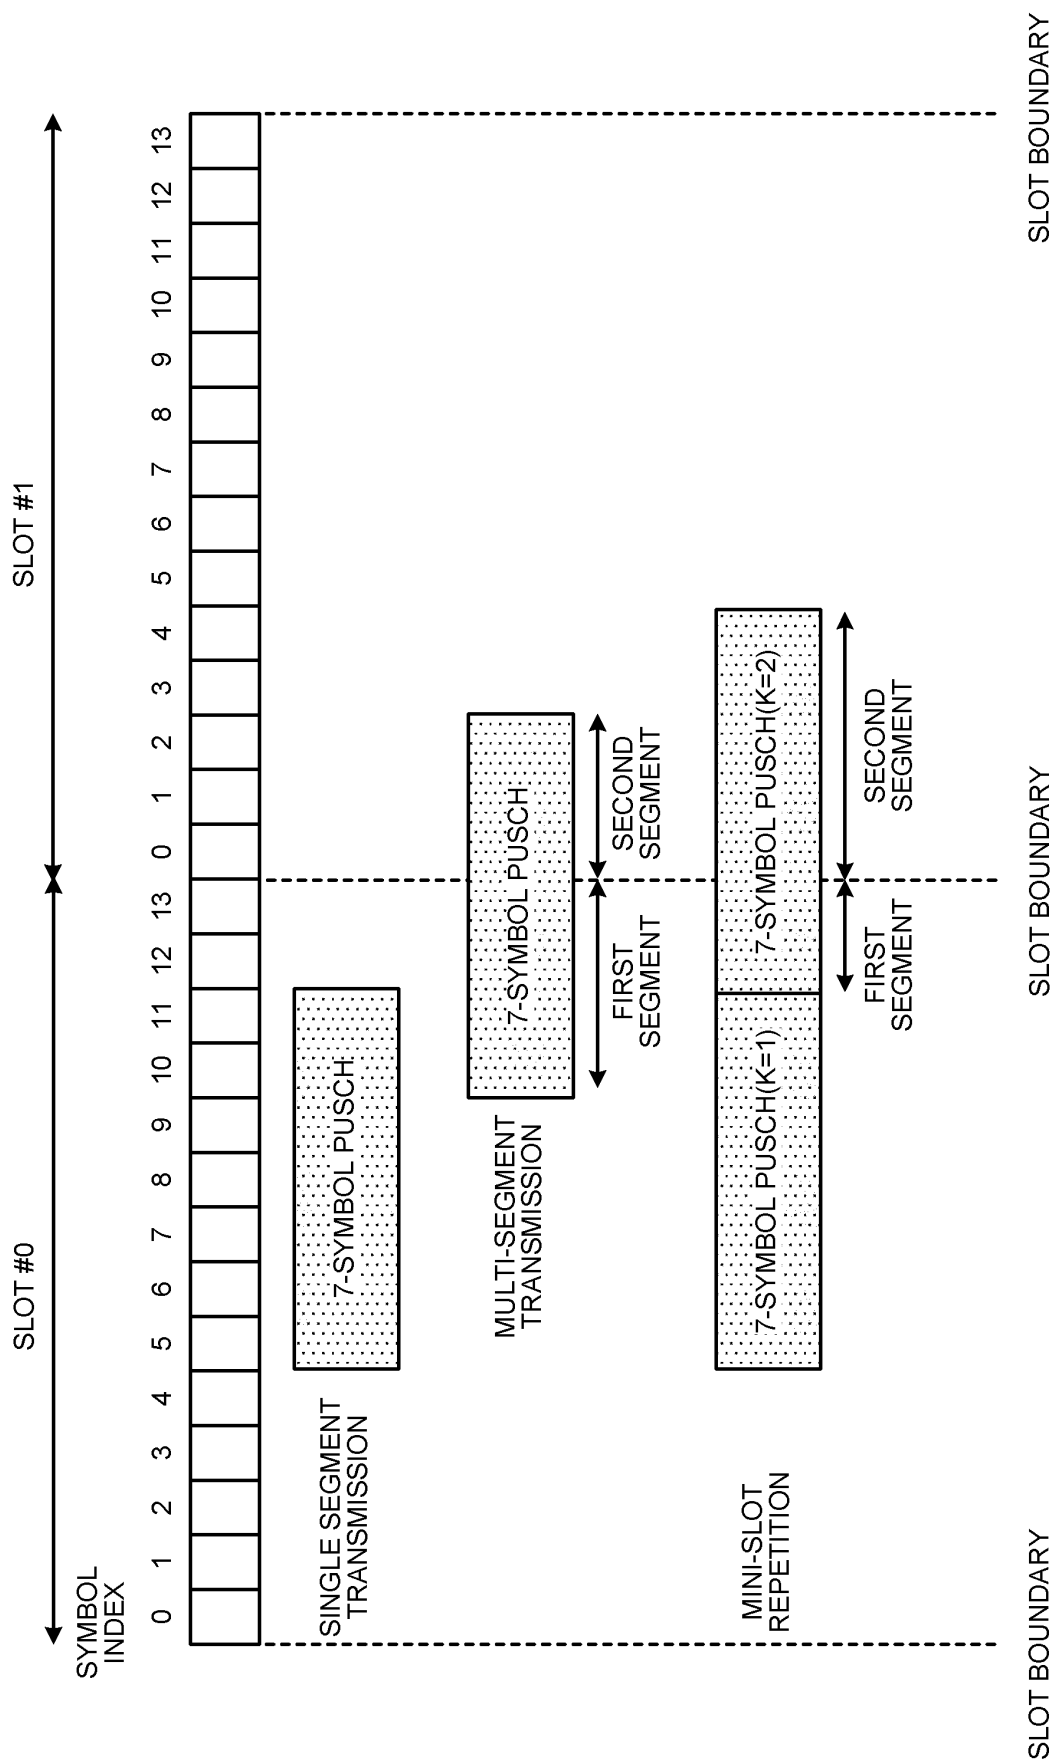 SLOT #0
SLOT #1
SYMBOL
INDEX
0 1 2 3 4 5 6 7 8 9 10 11 12 13 0 1 2 3 4 5 6 7 8 9 10 11 12 13
SINGLE SEGMENT
TRANSMISSION
7-SYMBOL PUSCH
MULTI-SEGMENT
TRANSMISSION
7-SYMBOL PUSCH
FIRST
SEGMENT
SECOND
SEGMENT
MINI-SLOT
REPETITION
7-SYMBOL PUSCH(K=1)
7-SYMBOL PUSCH(K=2)
FIRST
SEGMENT
SECOND
SEGMENT
SLOT BOUNDARY
SLOT BOUNDARY
SLOT BOUNDARY